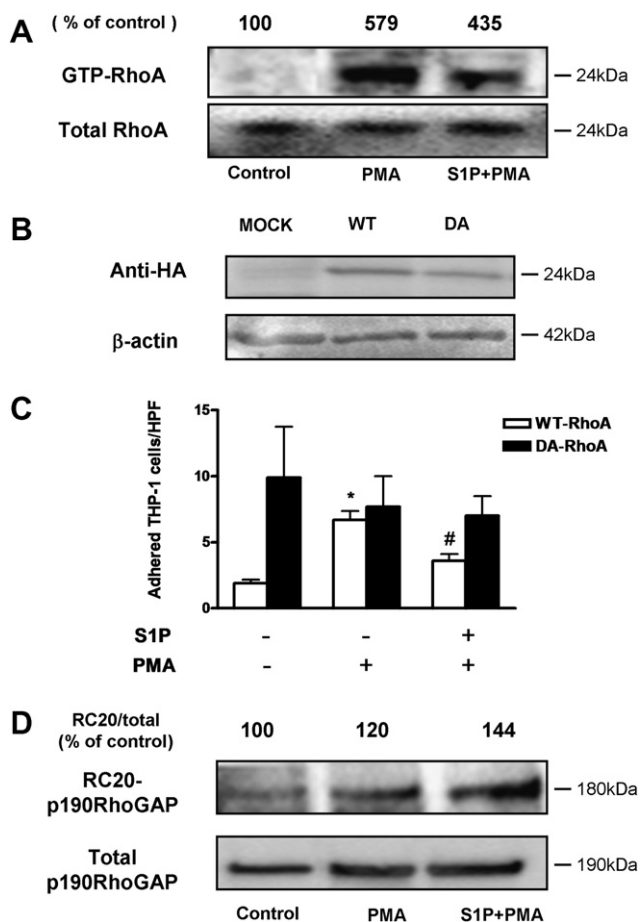 A
( % of control) 100 579 435
GTP-RhoA 24kDa
Total RhoA 24kDa
Control PMA S1P+PMA
B
MOCK WT DA
Anti-HA 24kDa
β-actin 42kDa
C
15
10
5
0
Adhered THP-1 cells/HPF
WT-RhoA
DA-RhoA
*
#
S1P - - +
PMA - + +
D
RC20/total
(% of control) 100 120 144
RC20-
p190RhoGAP 180kDa
Total
p190RhoGAP 190kDa
Control PMA S1P+PMA